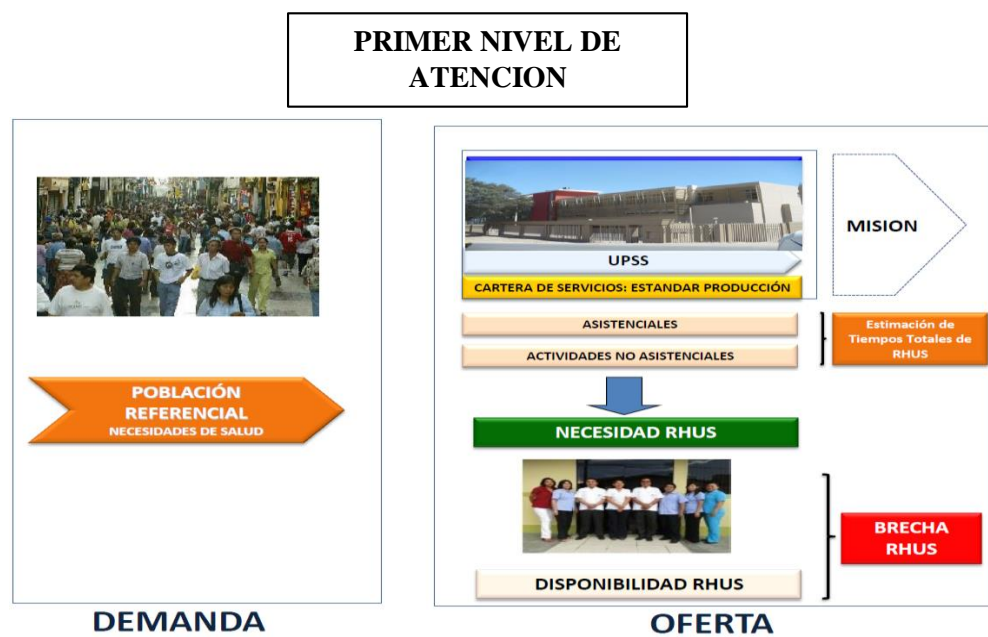 PRIMER NIVEL DE
ATENCION
POBLACIÓN
REFERENCIAL
NECESIDADES DE SALUD
DEMANDA
UPSS
CARTERA DE SERVICIOS: ESTANDAR PRODUCCIÓN
MISION
ASISTENCIALES
ACTIVIDADES NO ASISTENCIALES
Estimación de
Tiempos Totales de
RHUS
NECESIDAD RHUS
DISPONIBILIDAD RHUS
BRECHA
RHUS
OFERTA